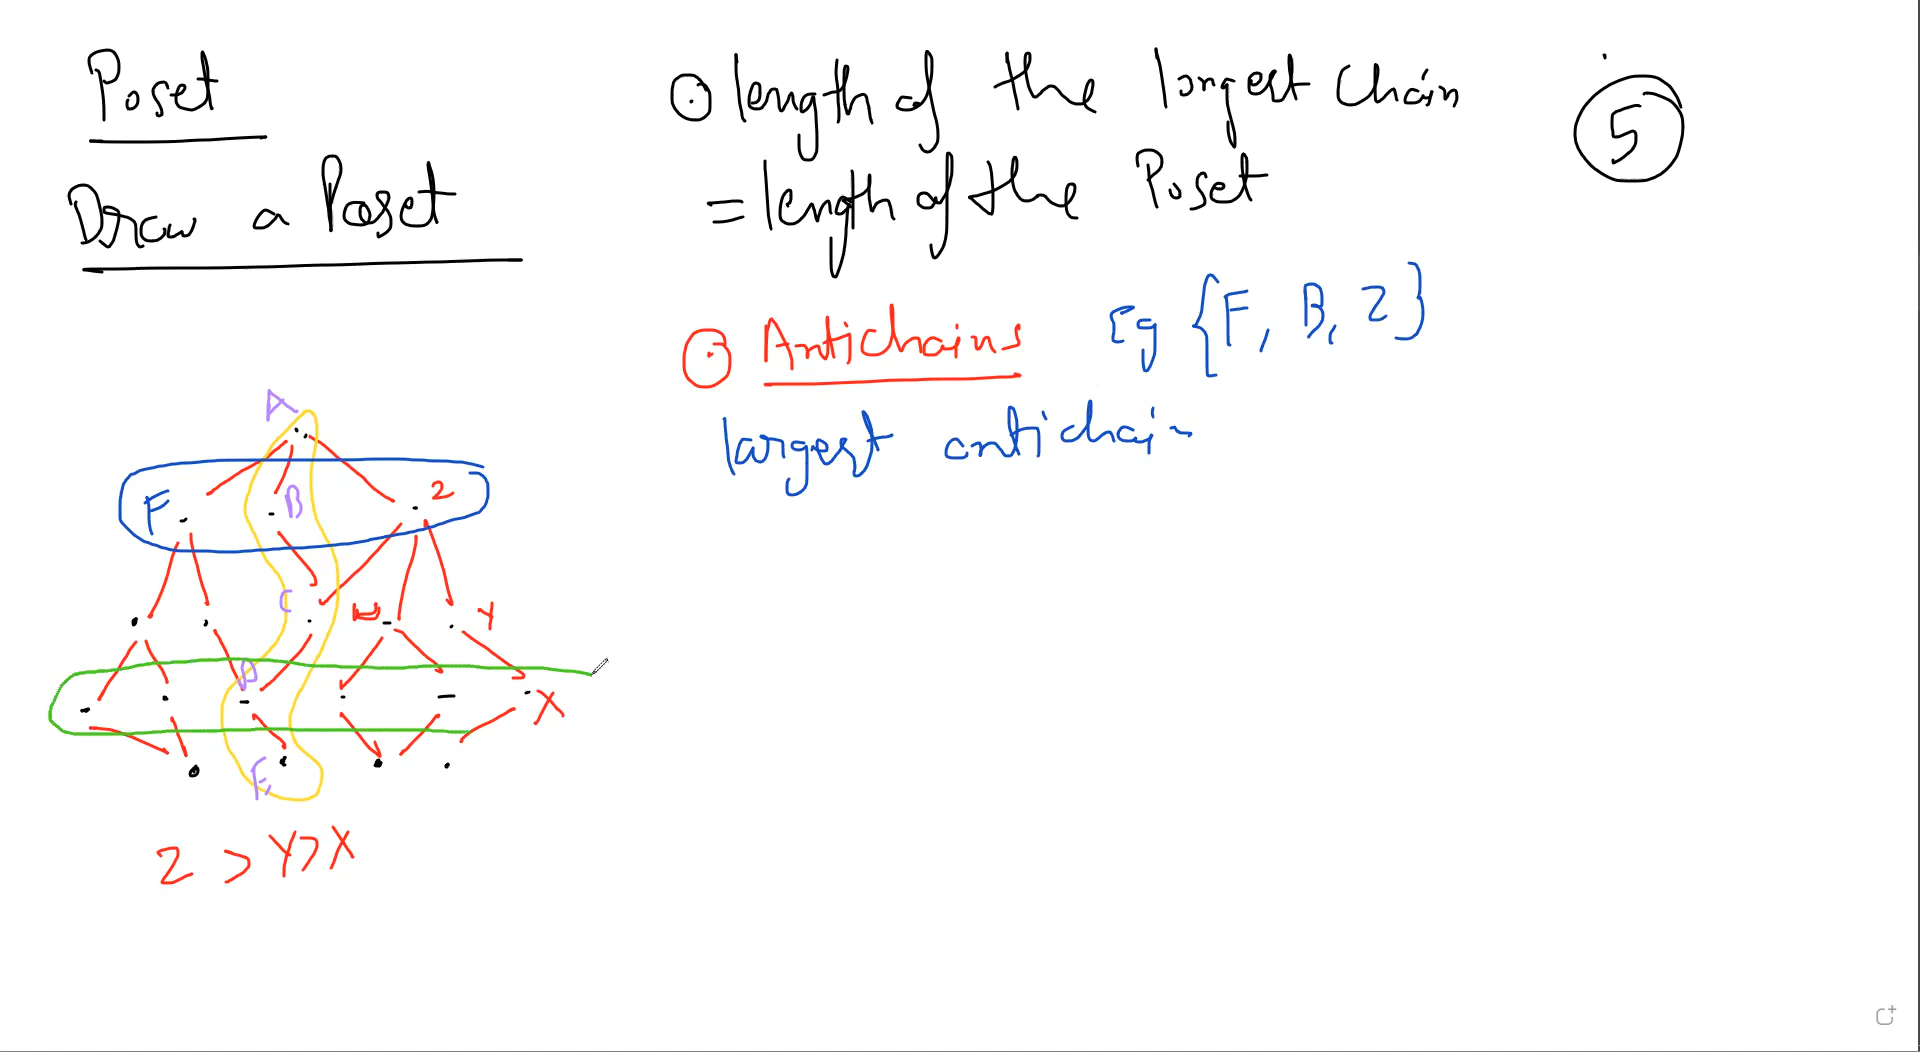 Poset
Draw a Poset
⊙ length of the longest chain
= length of the Poset
5
⊙ Antichains Eg {F, B, Z}
largest antichain
A
F B Z
C W Y
D X
E
Z > Y > X